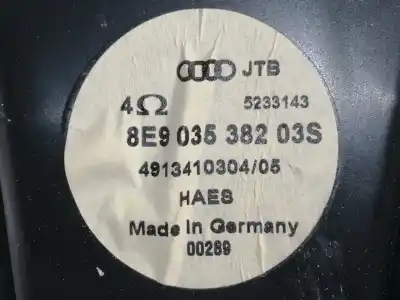 JTB
4Ω 5233143
8E9 035 382 03S
4913410304/05
HAES
Made in Germany
00289